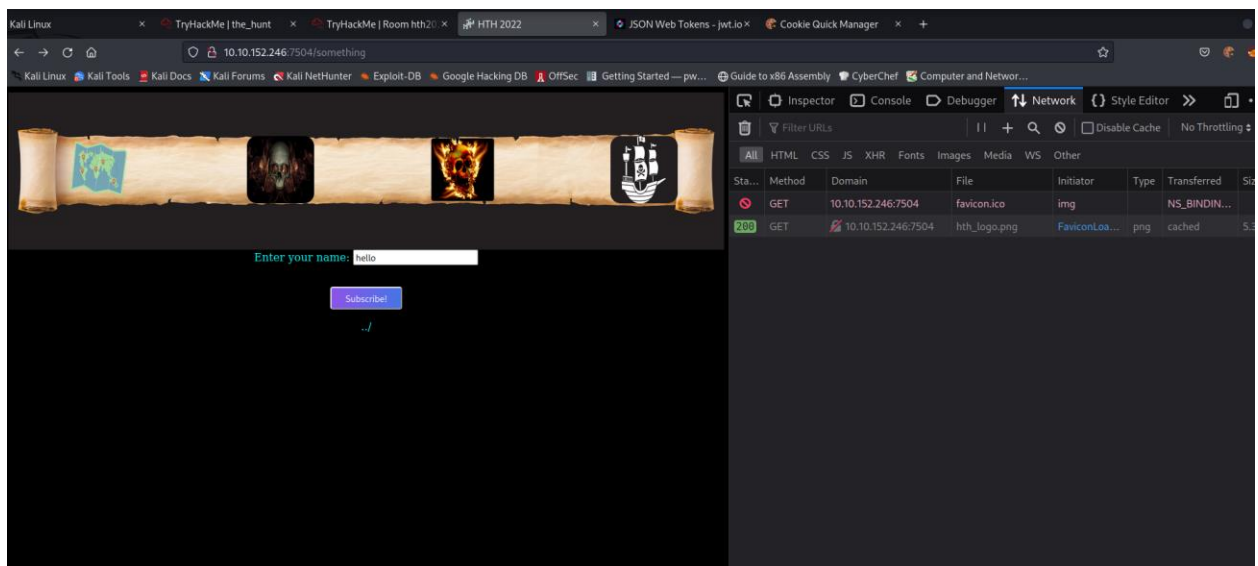 Kali Linux × TryHackMe | the_hunt × TryHackMe | Room hth20 × HTH 2022 × JSON Web Tokens - jwt.io × Cookie Quick Manager × +
10.10.152.246:7504/something
Kali Linux Kali Tools Kali Docs Kali Forums Kali NetHunter Exploit-DB Google Hacking DB OffSec Getting Started — pw... Guide to x86 Assembly CyberChef Computer and Networ...
Inspector Console Debugger Network Style Editor
Filter URLs Disable Cache No Throttling
All HTML CSS JS XHR Fonts Images Media WS Other
Sta... Method Domain File Initiator Type Transferred Siz
GET 10.10.152.246:7504 favicon.ico img NS_BINDIN...
200 GET 10.10.152.246:7504 hth_logo.png FaviconLoa... png cached 5.3
Enter your name: hello
Subscribe!
../